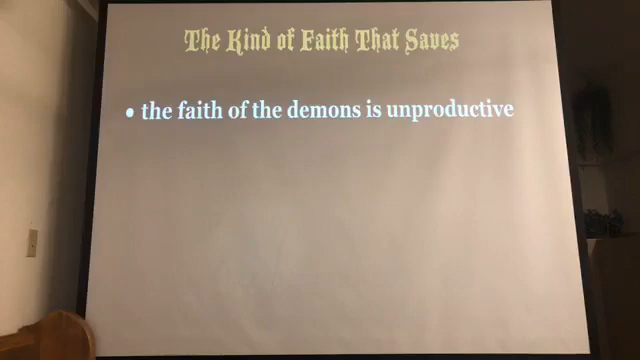 The Kind of Faith That Saves
• the faith of the demons is unproductive